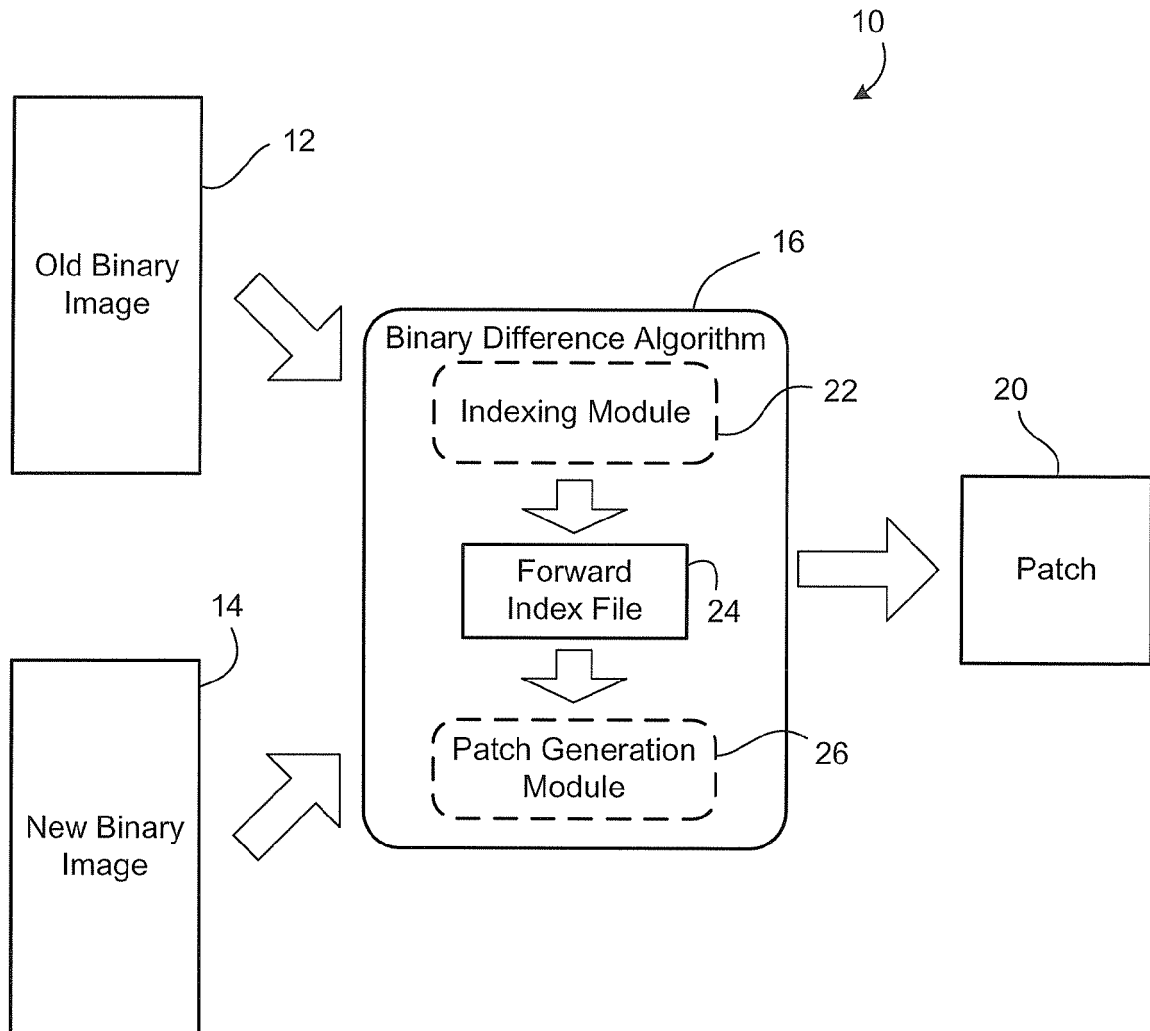 10
12
Old Binary
Image
16
Binary Difference Algorithm
Indexing Module
22
20
Forward
Index File
24
Patch
14
Patch Generation
Module
26
New Binary
Image